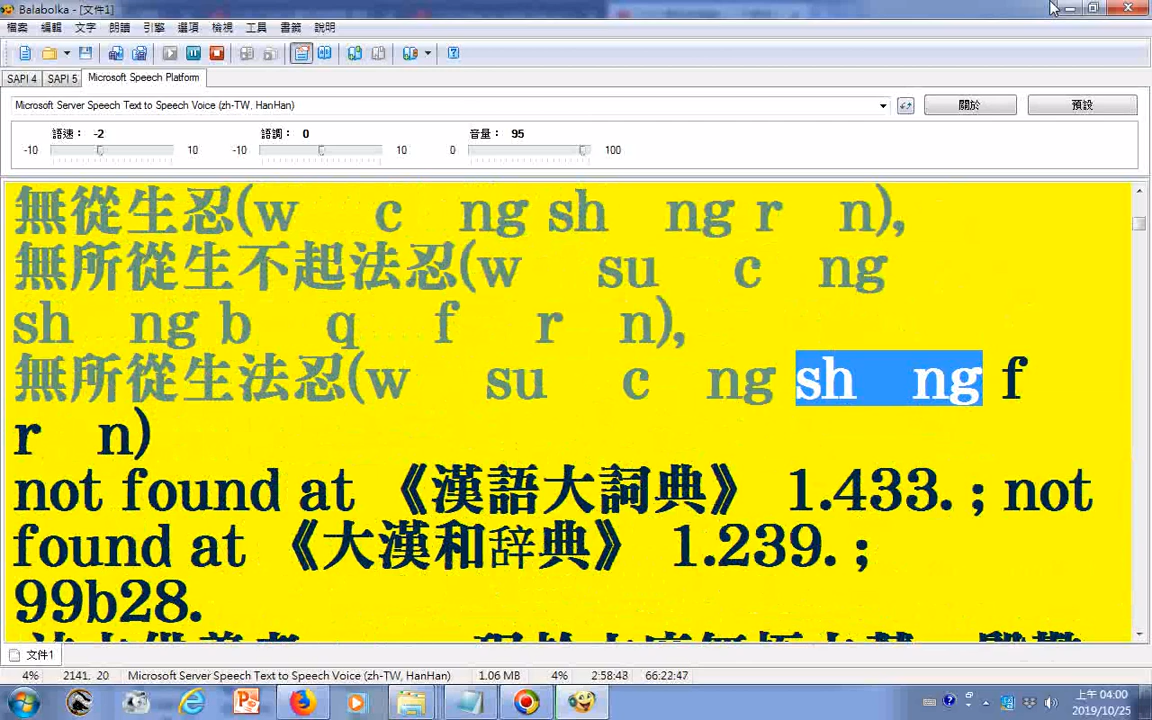 Balabolka - [文件1]
檔案 編輯 文字 朗讀 引擎 選項 檢視 工具 書籤 說明
SAPI 4 SAPI 5 Microsoft Speech Platform
Microsoft Server Speech Text to Speech Voice (zh-TW, HanHan) 關於 預設
語速： -2 語調： 0 音量： 95
-10 10 -10 10 0 100
無從生忍(w c ng sh ng r n),
無所從生不起法忍(w su c ng
sh ng b q f r n),
無所從生法忍(w su c ng sh ng f
r n)
not found at 《漢語大詞典》 1.433. ; not
found at 《大漢和辞典》 1.239. ;
99b28.
文件1
4% 2141. 20 Microsoft Server Speech Text to Speech Voice (zh-TW, HanHan) 1.06 MB 4% 2:58:48 66:22:47
上午 04:00
2019/10/25